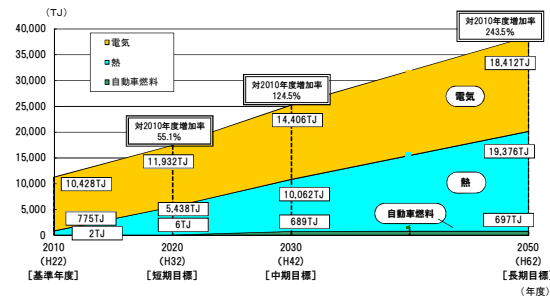 (TJ)
40,000
35,000
30,000
25,000
20,000
15,000
10,000
5,000
0
電気
熱
自動車燃料
対2010年度増加率
55.1%
対2010年度増加率
124.5%
対2010年度増加率
243.5%
10,428TJ
775TJ
2TJ
11,932TJ
5,438TJ
6TJ
14,406TJ
10,062TJ
689TJ
18,412TJ
19,376TJ
697TJ
電気
熱
自動車燃料
2010 2020 2030 2050
(H22) (H32) (H42) (H62)
[基準年度] [短期目標] [中期目標] [長期目標]
(年度)